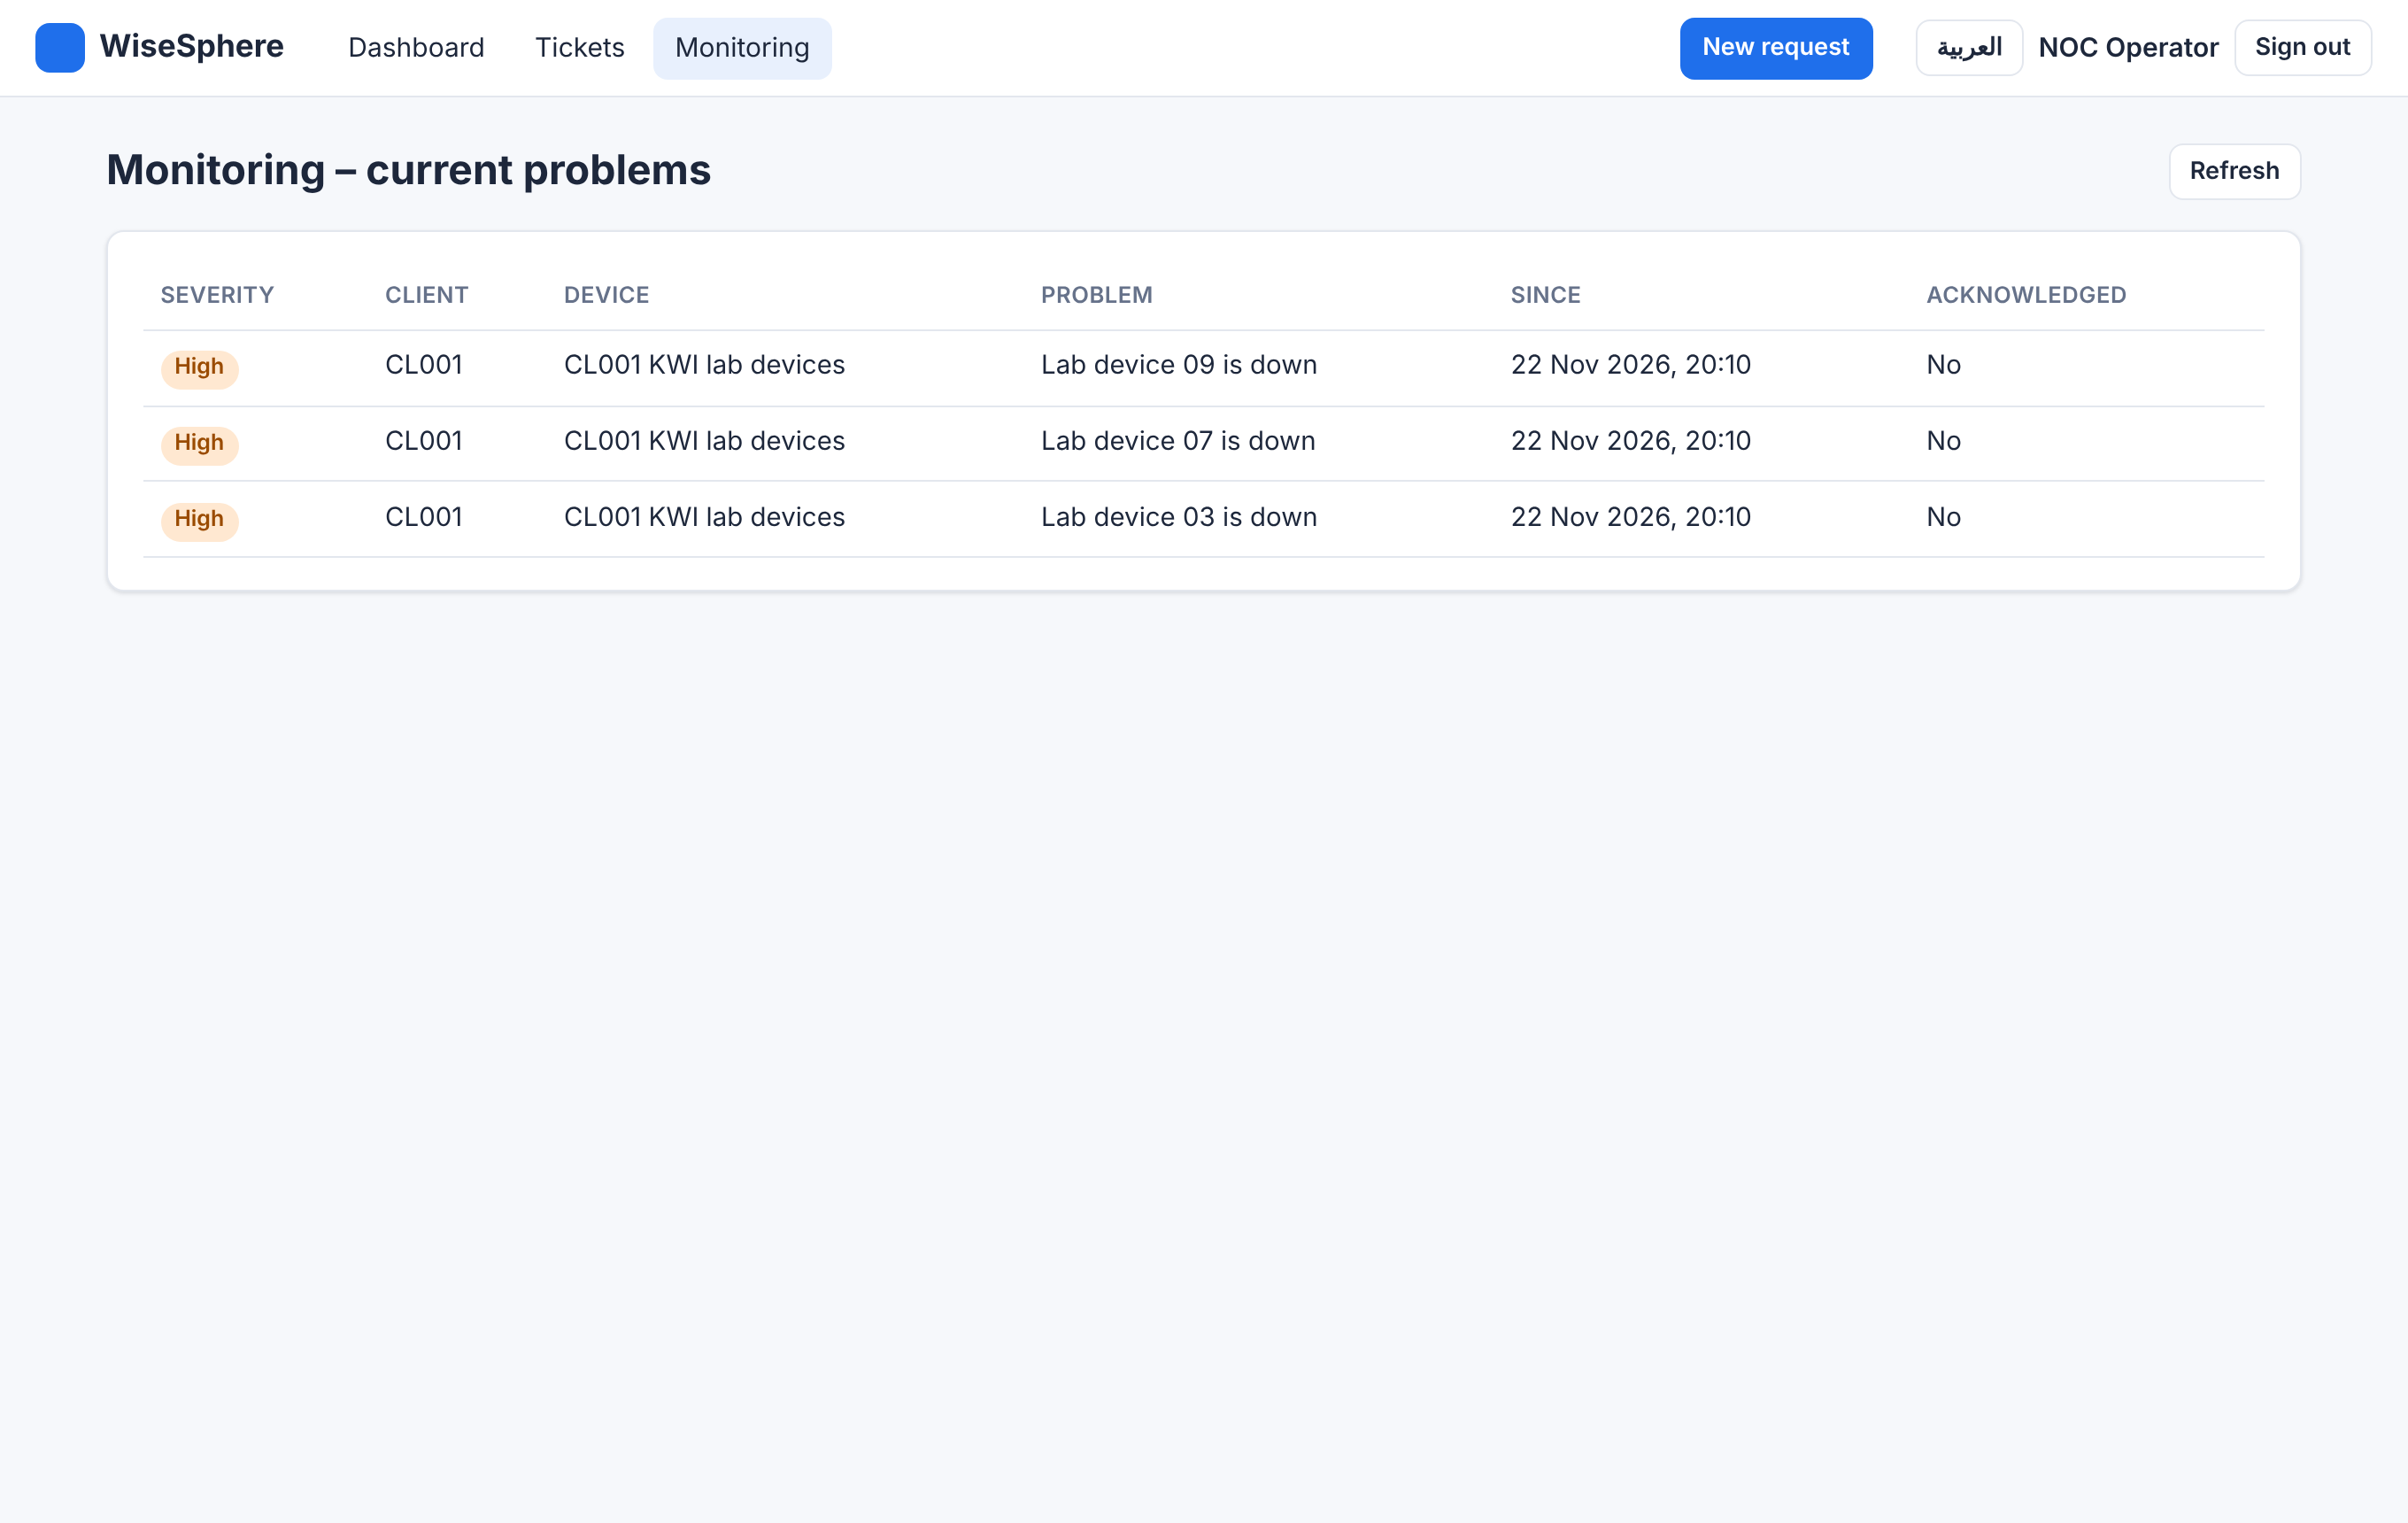 WiseSphere Dashboard Tickets Monitoring New request العربية NOC Operator Sign out
Monitoring – current problems Refresh
SEVERITY CLIENT DEVICE PROBLEM SINCE ACKNOWLEDGED
High CL001 CL001 KWI lab devices Lab device 09 is down 22 Nov 2026, 20:10 No
High CL001 CL001 KWI lab devices Lab device 07 is down 22 Nov 2026, 20:10 No
High CL001 CL001 KWI lab devices Lab device 03 is down 22 Nov 2026, 20:10 No